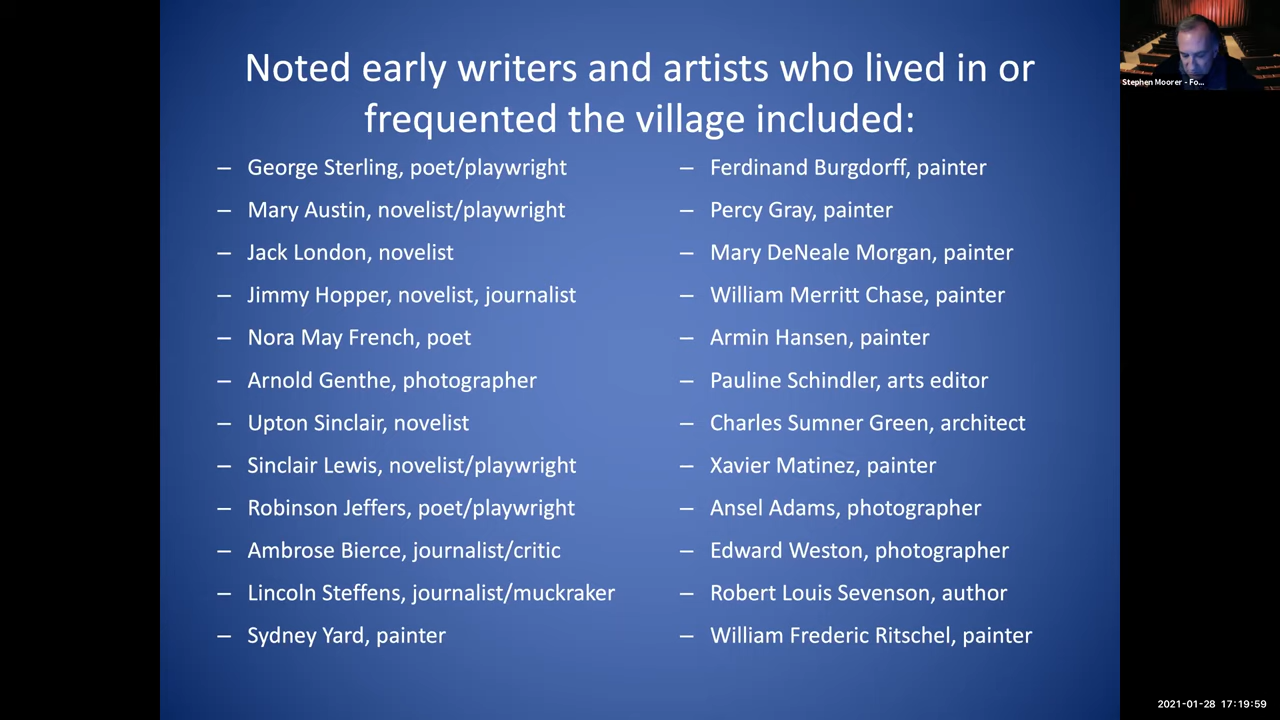 Noted early writers and artists who lived in or
frequented the village included:
– George Sterling, poet/playwright
– Mary Austin, novelist/playwright
– Jack London, novelist
– Jimmy Hopper, novelist, journalist
– Nora May French, poet
– Arnold Genthe, photographer
– Upton Sinclair, novelist
– Sinclair Lewis, novelist/playwright
– Robinson Jeffers, poet/playwright
– Ambrose Bierce, journalist/critic
– Lincoln Steffens, journalist/muckraker
– Sydney Yard, painter
– Ferdinand Burgdorff, painter
– Percy Gray, painter
– Mary DeNeale Morgan, painter
– William Merritt Chase, painter
– Armin Hansen, painter
– Pauline Schindler, arts editor
– Charles Sumner Green, architect
– Xavier Matinez, painter
– Ansel Adams, photographer
– Edward Weston, photographer
– Robert Louis Sevenson, author
– William Frederic Ritschel, painter
Stephen Moorer - Fo...
2021-01-28 17:19:59